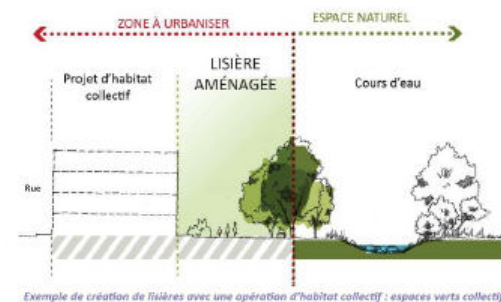 ZONE À URBANISER
ESPACE NATUREL
LISIÈRE
AMÉNAGÉE
Projet d'habitat
collectif
Cours d'eau
Rue
Exemple de création de lisières avec une opération d'habitat collectif : espaces verts collectif